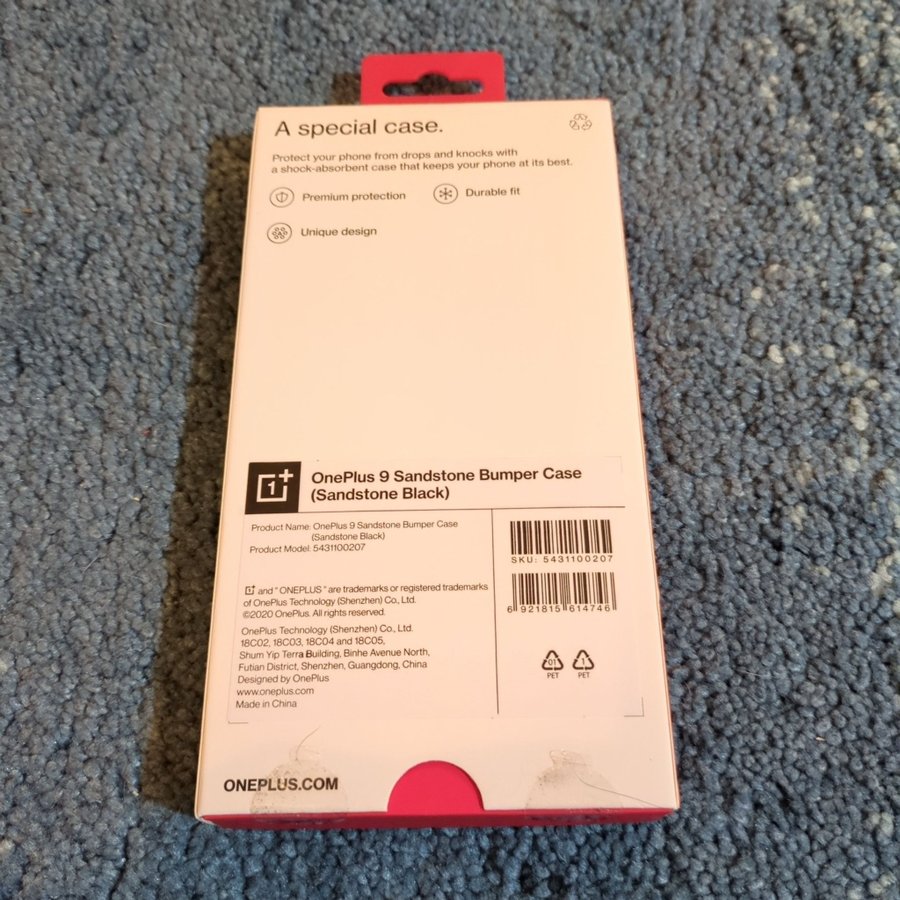 A special case.
Protect your phone from drops and knocks with
a shock-absorbent case that keeps your phone at its best.
Premium protection
Durable fit
Unique design
OnePlus 9 Sandstone Bumper Case
(Sandstone Black)
Product Name: OnePlus 9 Sandstone Bumper Case
(Sandstone Black)
Product Model: 5431100207
and " ONEPLUS " are trademarks or registered trademarks
of OnePlus Technology (Shenzhen) Co., Ltd.
©2020 OnePlus. All rights reserved.
OnePlus Technology (Shenzhen) Co., Ltd.
18C02, 18C03, 18C04 and 18C05,
Shum Yip Terra Building, Binhe Avenue North,
Futian District, Shenzhen, Guangdong, China
Designed by OnePlus
www.oneplus.com
Made in China
SKU: 5431100207
6 921815 614746
01
PET
1
PET
ONEPLUS.COM